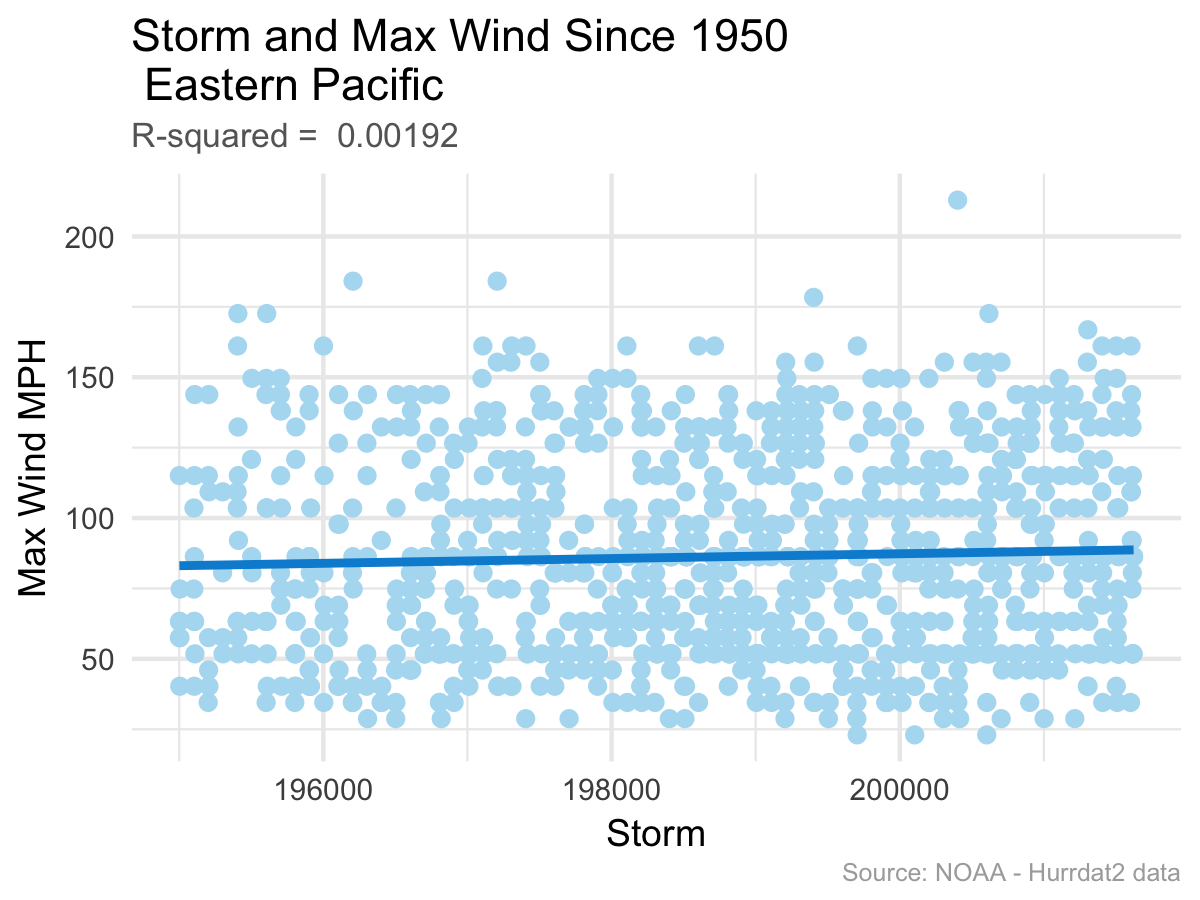 Storm and Max Wind Since 1950
Eastern Pacific
R-squared =  0.00192
Max Wind MPH
200
150
100
50
196000
198000
200000
Storm
Source: NOAA - Hurrdat2 data